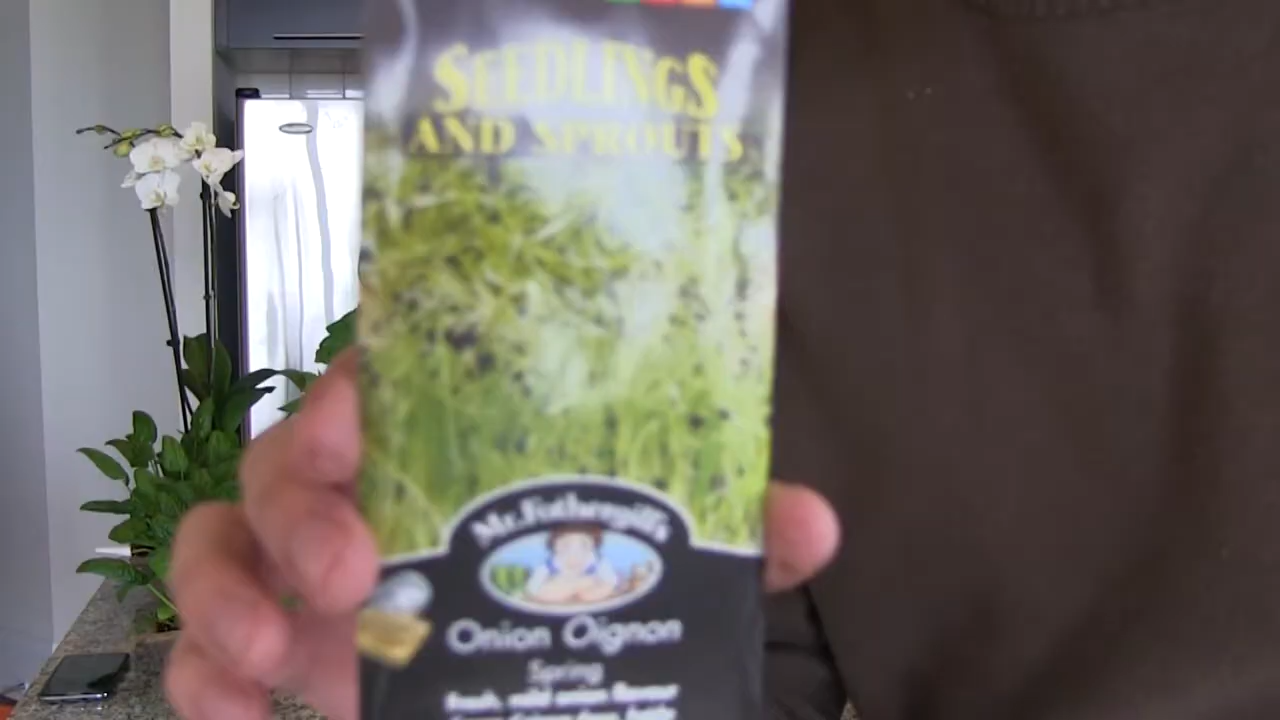 SEEDLINGS
AND SPROUTS
Mr. Fothergill's
Onion Oignon
Spring
Fresh, mild onion flavour